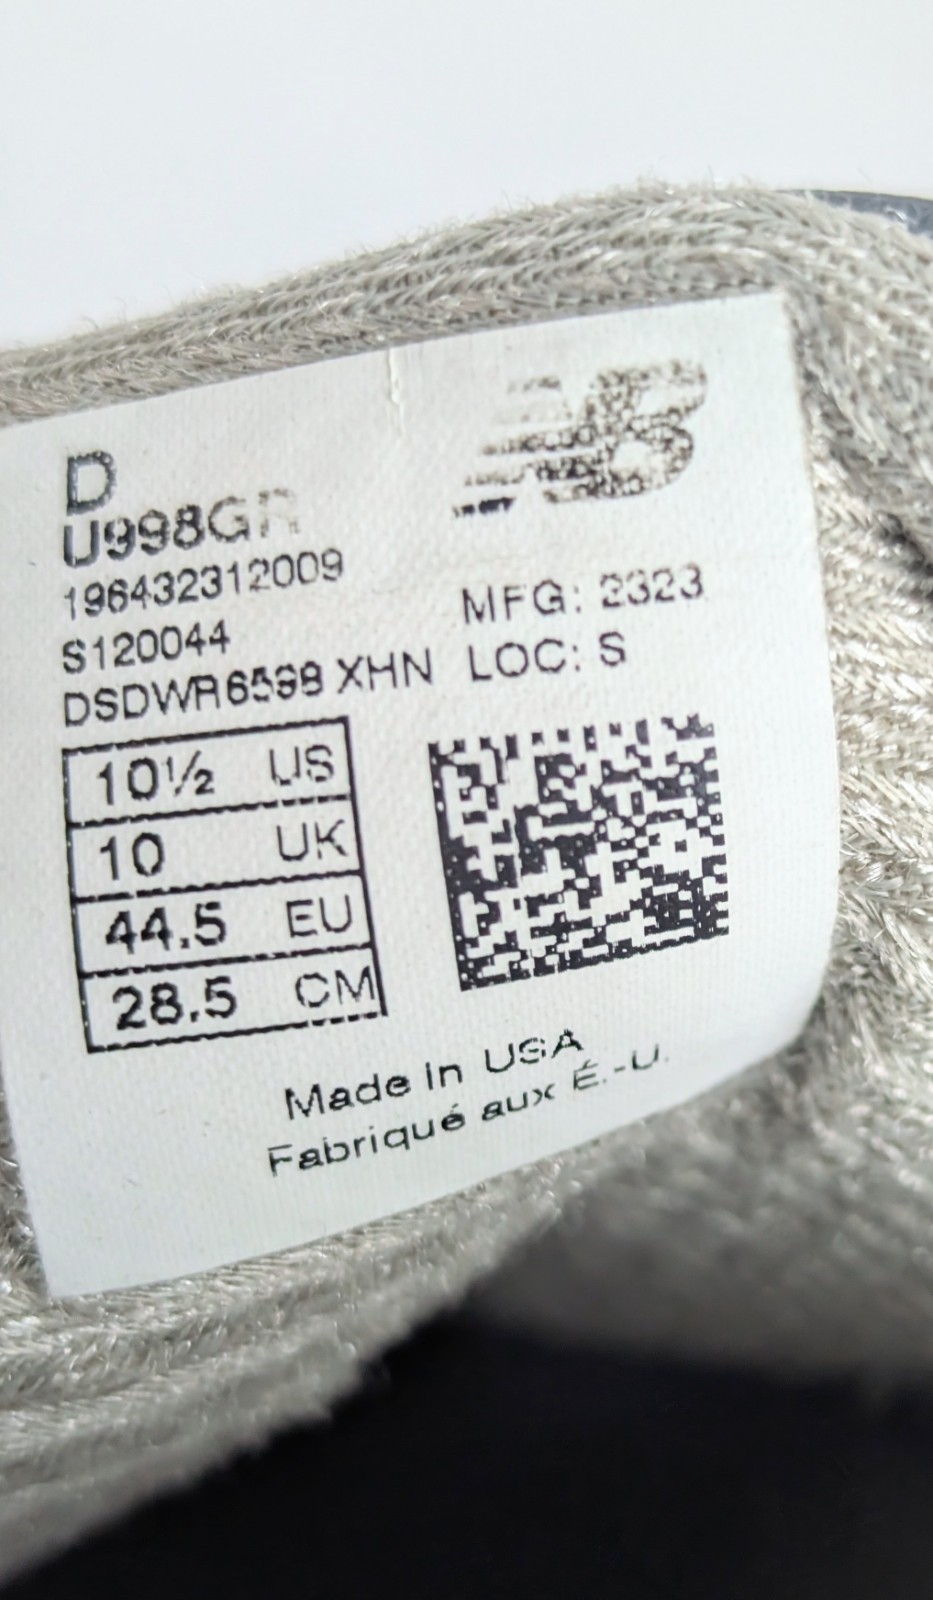 D
U998GR
196432312009
S120044
DSDWR6598 XHN
NB
MFG: 2323
LOC: S
10½ US
10 UK
44.5 EU
28.5 CM
Made in USA
Fabriqué aux É.-U.